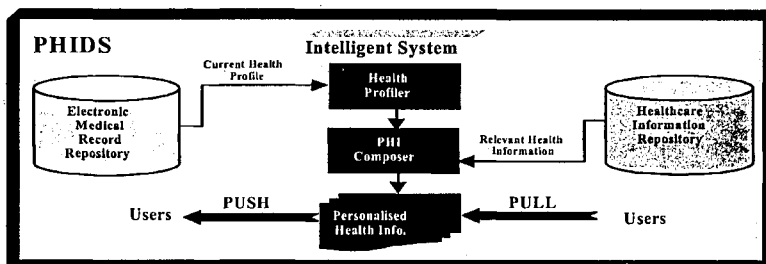 PHIDS
Intelligent System
Current Health
Profile
Health
Profiler
Electronic
Medical
Record
Repository
Healthcare
Information
Repository
PHI
Composer
Relevant Health
Information
Users
PUSH
Personalised
Health Info.
PULL
Users